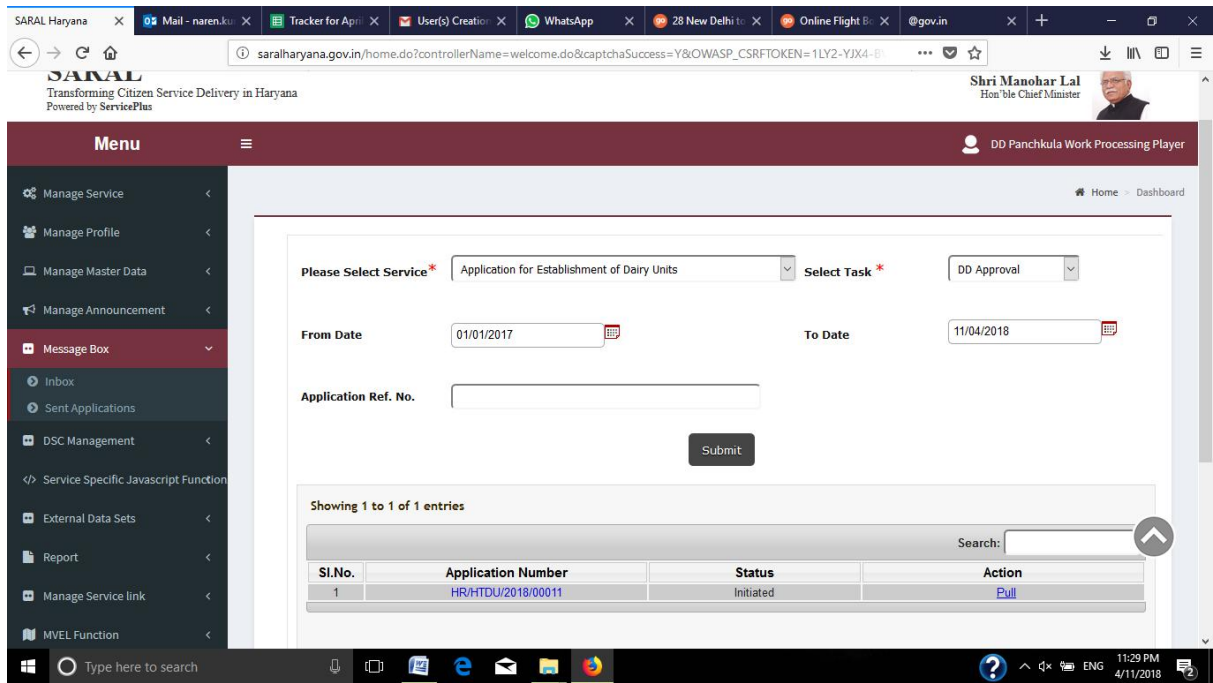 SARAL Haryana
Mail - naren.ku
Tracker for April
User(s) Creation
WhatsApp
28 New Delhi to
Online Flight Bo
@gov.in
saralharyana.gov.in/home.do?controllerName=welcome.do&captchaSuccess=Y&OWASP_CSRFTOKEN=1LY2-YJX4-
SARAL
Transforming Citizen Service Delivery in Haryana
Powered by ServicePlus
Shri Manohar Lal
Hon'ble Chief Minister
Menu
DD Panchkula Work Processing Player
Home > Dashboard
Manage Service
Manage Profile
Manage Master Data
Manage Announcement
Message Box
Inbox
Sent Applications
DSC Management
Service Specific Javascript Function
External Data Sets
Report
Manage Service link
MVEL Function
Please Select Service* Application for Establishment of Dairy Units Select Task * DD Approval
From Date 01/01/2017 To Date 11/04/2018
Application Ref. No.
Submit
Showing 1 to 1 of 1 entries
Search:
Sl.No. Application Number Status Action
1 HR/HTDU/2018/00011 Initiated Pull
Type here to search
ENG
11:29 PM
4/11/2018
2